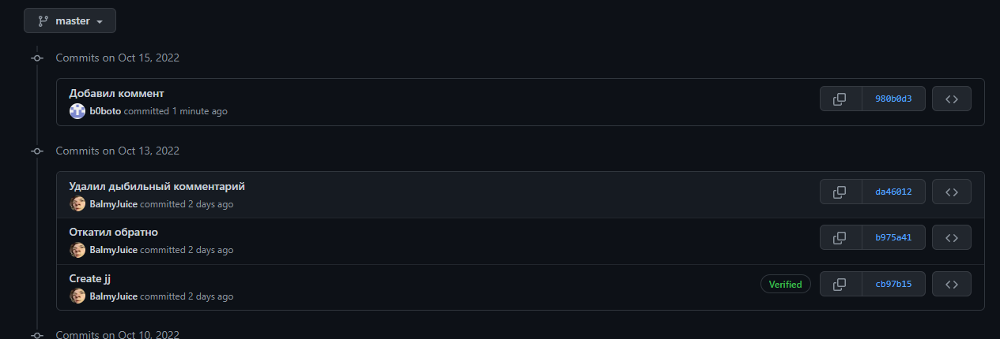 master
Commits on Oct 15, 2022
Добавил коммент
980b0d3
b0boto committed 1 minute ago
Commits on Oct 13, 2022
Удалил дыбильный комментарий
da46012
BalmyJuice committed 2 days ago
Откатил обратно
b975a41
BalmyJuice committed 2 days ago
Create jj
Verified
cb97b15
BalmyJuice committed 2 days ago
Commits on Oct 10, 2022